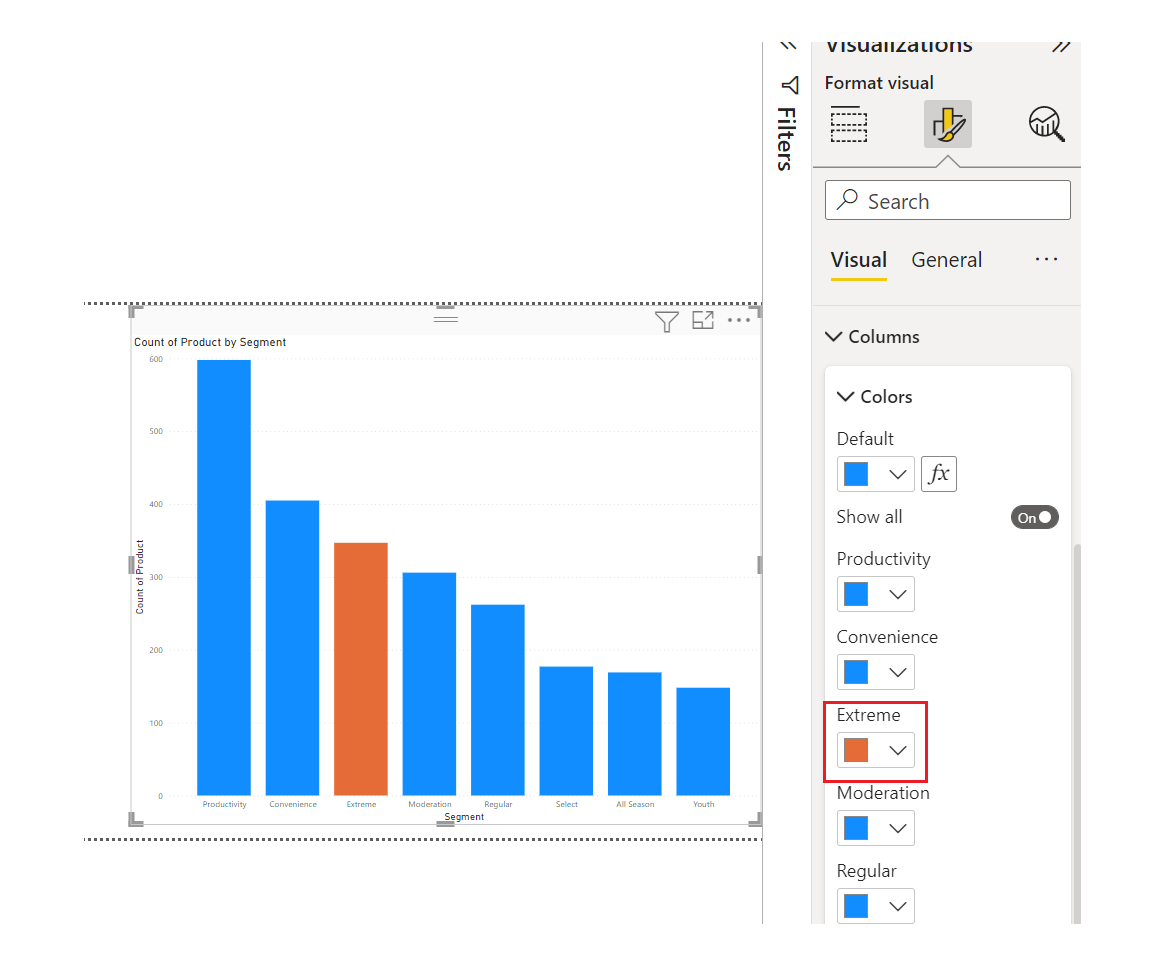 Visualizations
Format visual
Filters
Search
Visual General
Columns
Colors
Default
fx
Show all
On
Productivity
Convenience
Extreme
Moderation
Regular
Count of Product by Segment
Count of Product
600
500
400
300
200
100
0
Productivity Convenience Extreme Moderation Regular Select All Season Youth
Segment